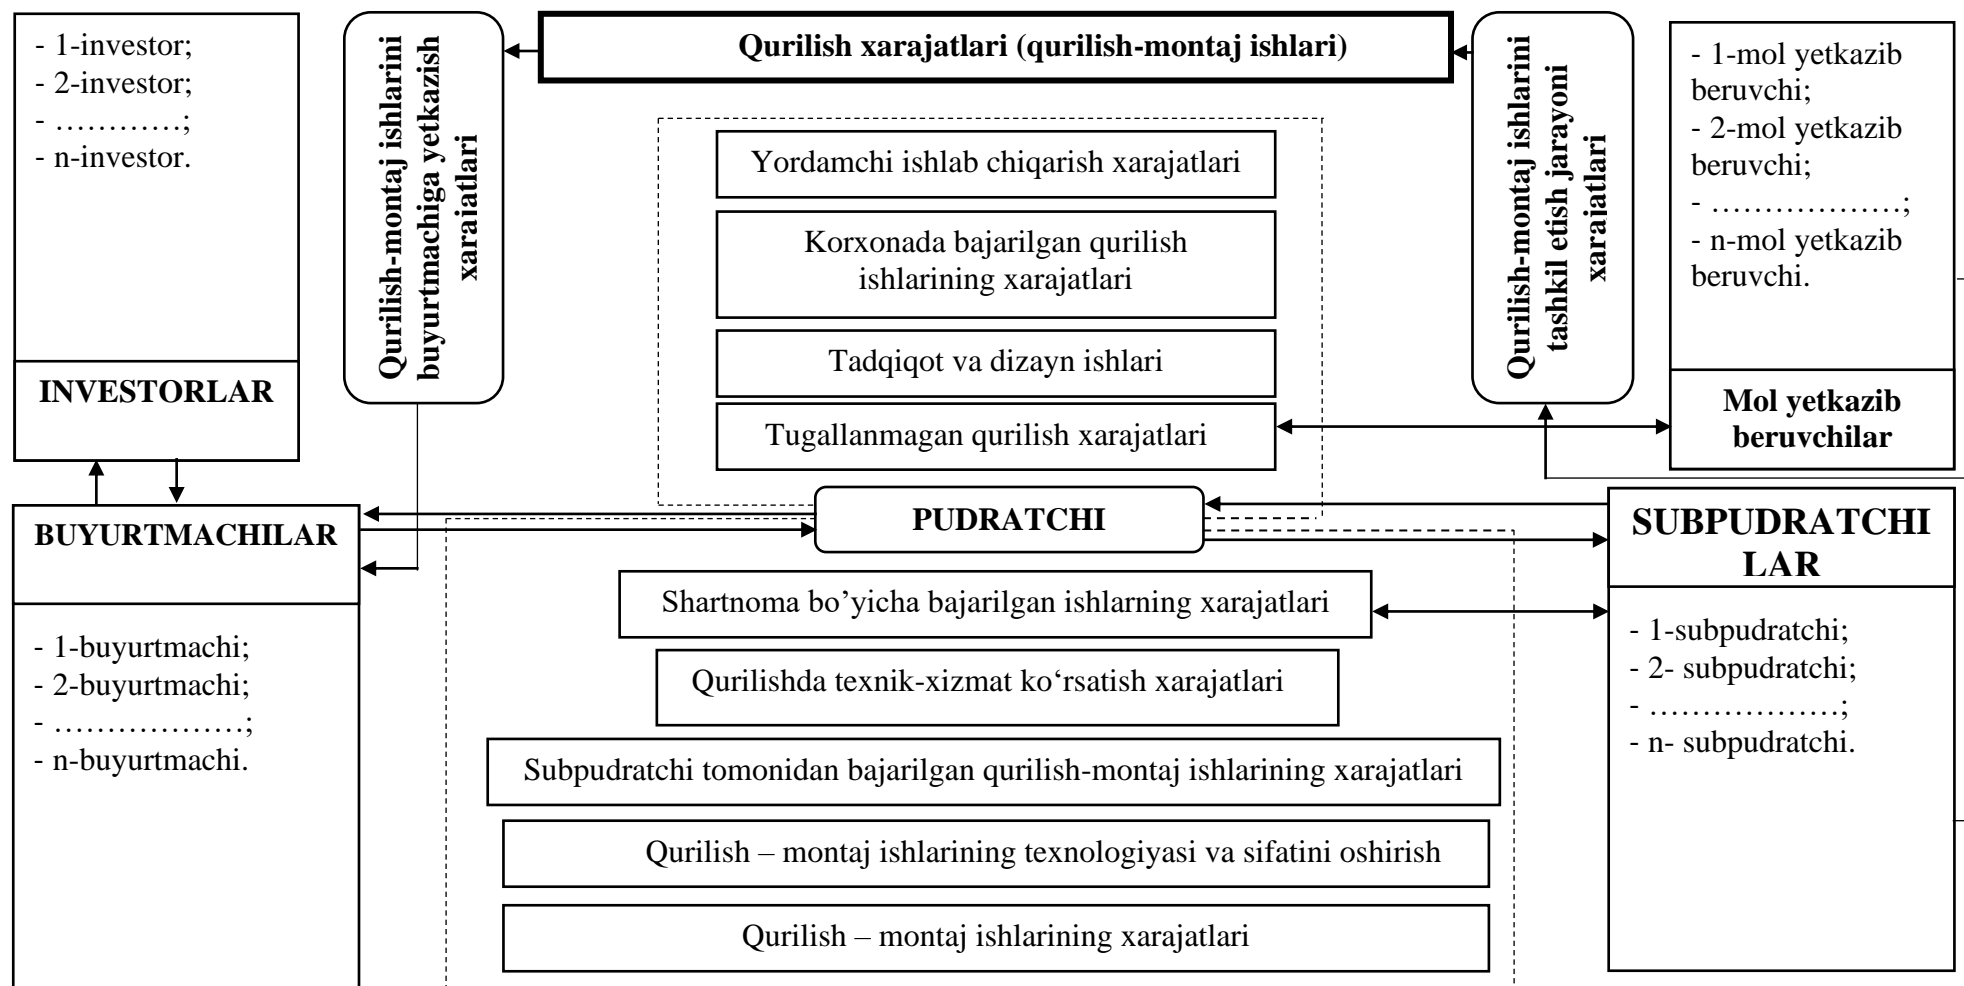 - 1-investor;
- 2-investor;
- …………;
- n-investor.
INVESTORLAR
Qurilish-montaj ishlarini
buyurtmachiga yetkazish
xarajatlari
Qurilish xarajatlari (qurilish-montaj ishlari)
Qurilish-montaj ishlarini
tashkil etish jarayoni
xarajatlari
- 1-mol yetkazib
beruvchi;
- 2-mol yetkazib
beruvchi;
- ………………;
- n-mol yetkazib
beruvchi.
Mol yetkazib
beruvchilar
Yordamchi ishlab chiqarish xarajatlari
Korxonada bajarilgan qurilish
ishlarining xarajatlari
Tadqiqot va dizayn ishlari
Tugallanmagan qurilish xarajatlari
BUYURTMACHILAR
- 1-buyurtmachi;
- 2-buyurtmachi;
- ………………;
- n-buyurtmachi.
PUDRATCHI
SUBPUDRATCHI
LAR
- 1-subpudratchi;
- 2- subpudratchi;
- ………………;
- n- subpudratchi.
Shartnoma bo’yicha bajarilgan ishlarning xarajatlari
Qurilishda texnik-xizmat ko‘rsatish xarajatlari
Subpudratchi tomonidan bajarilgan qurilish-montaj ishlarining xarajatlari
Qurilish – montaj ishlarining texnologiyasi va sifatini oshirish
Qurilish – montaj ishlarining xarajatlari